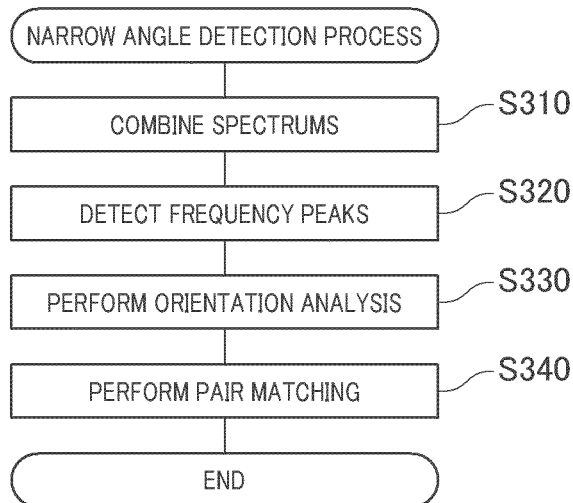 NARROW ANGLE DETECTION PROCESS
COMBINE SPECTRUMS
S310
DETECT FREQUENCY PEAKS
S320
PERFORM ORIENTATION ANALYSIS
S330
PERFORM PAIR MATCHING
S340
END